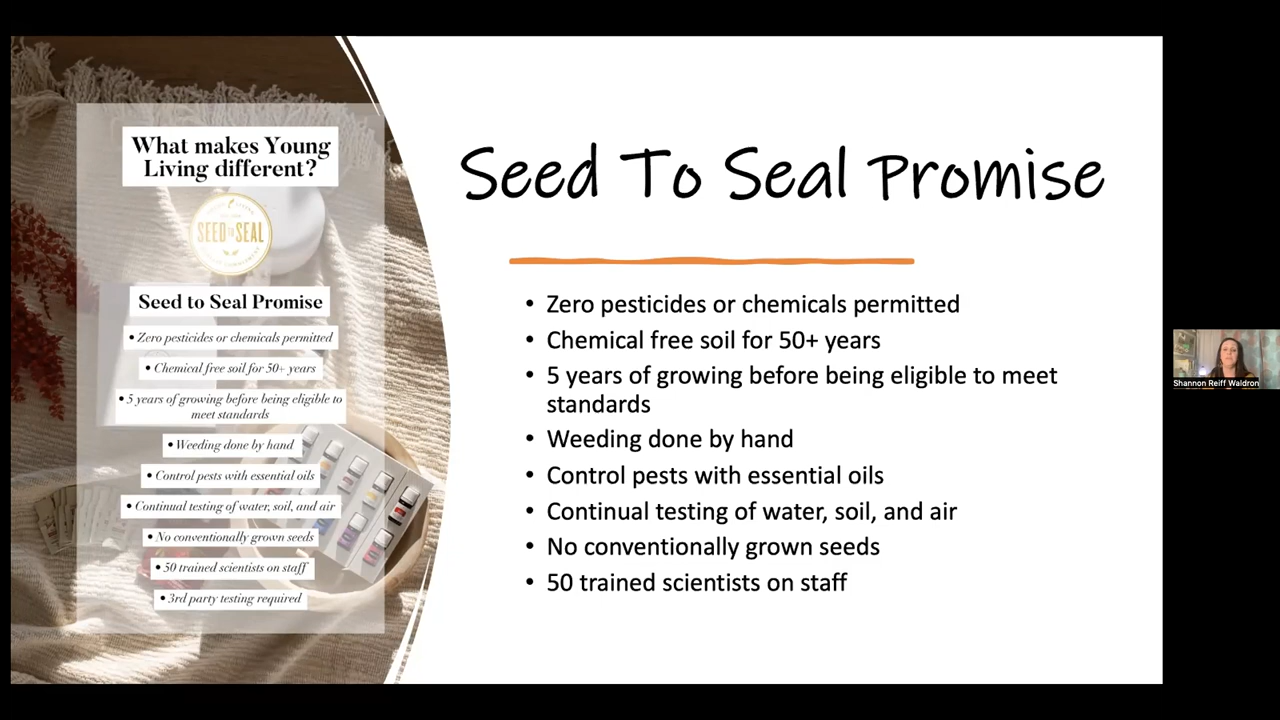 What makes Young
Living different?
SEED TO SEAL
Seed to Seal Promise
• Zero pesticides or chemicals permitted
• Chemical free soil for 50+ years
• 5 years of growing before being eligible to
meet standards
• Weeding done by hand
• Control pests with essential oils
• Continual testing of water, soil, and air
• No conventionally grown seeds
• 50 trained scientists on staff
• 3rd party testing required
Seed To Seal Promise
• Zero pesticides or chemicals permitted
• Chemical free soil for 50+ years
• 5 years of growing before being eligible to meet
standards
• Weeding done by hand
• Control pests with essential oils
• Continual testing of water, soil, and air
• No conventionally grown seeds
• 50 trained scientists on staff
Shannon Reiff Waldron